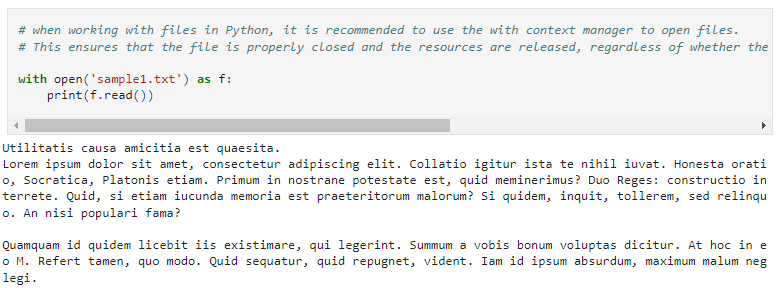 # when working with files in Python, it is recommended to use the with context manager to open files.
# This ensures that the file is properly closed and the resources are released, regardless of whether the
with open('sample1.txt') as f:
    print(f.read())
Utilitatis causa amicitia est quaesita.
Lorem ipsum dolor sit amet, consectetur adipiscing elit. Collatio igitur ista te nihil iuvat. Honesta orati
o, Socratica, Platonis etiam. Primum in nostrane potestate est, quid meminerimus? Duo Reges: constructio in
terrete. Quid, si etiam iucunda memoria est praeteritorum malorum? Si quidem, inquit, tollerem, sed relinqu
o. An nisi populari fama?
Quamquam id quidem licebit iis existimare, qui legerint. Summum a vobis bonum voluptas dicitur. At hoc in e
o M. Refert tamen, quo modo. Quid sequatur, quid repugnet, vident. Iam id ipsum absurdum, maximum malum neg
legi.